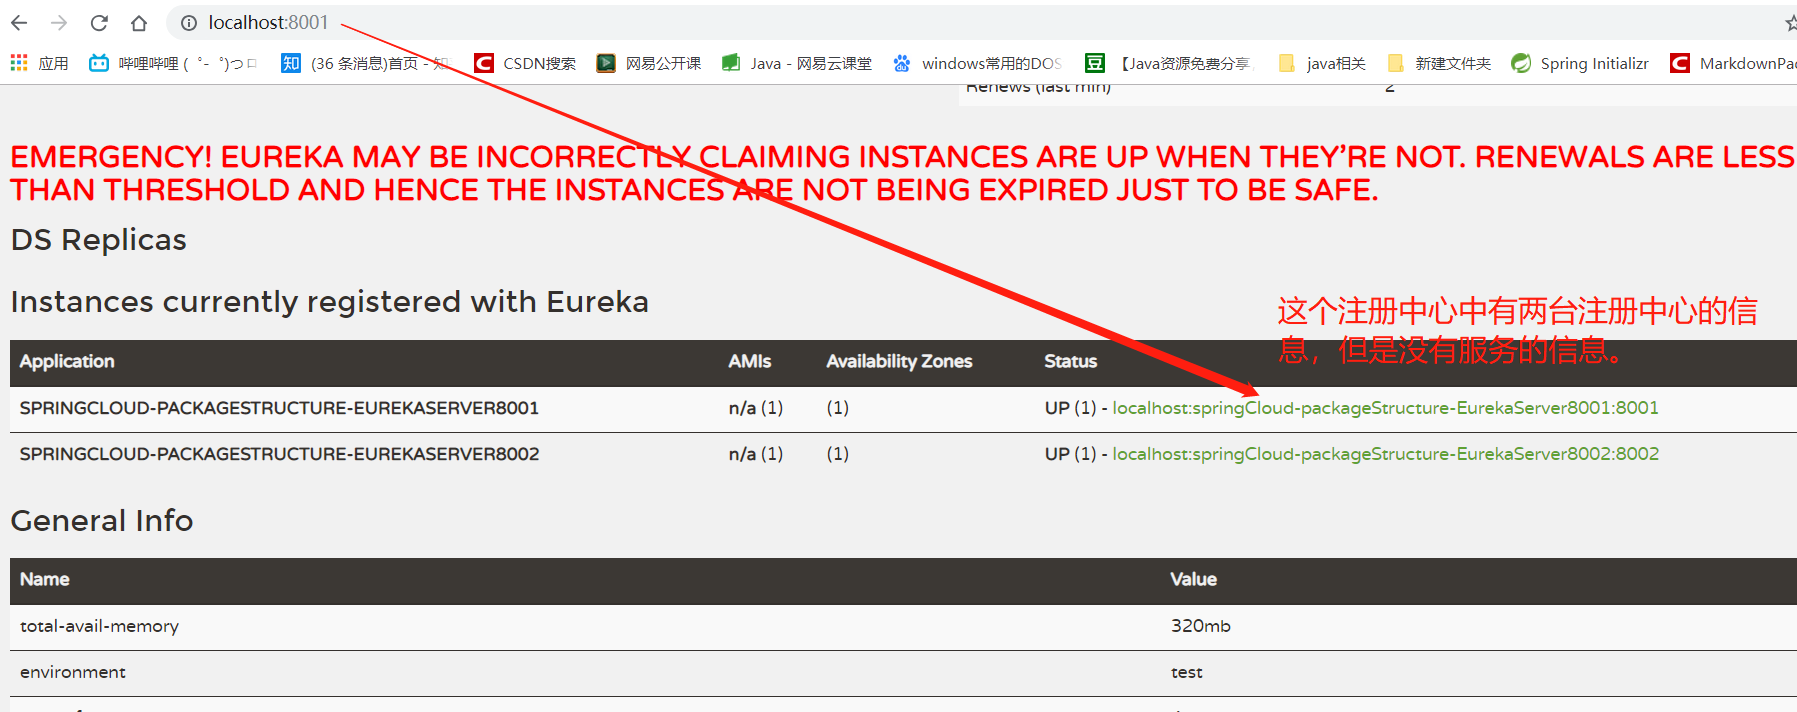 localhost:8001
应用
哔哩哔哩 (゜-゜)つロ
(36 条消息)首页 - 知
CSDN搜索
网易公开课
Java - 网易云课堂
windows常用的DOS
【Java资源免费分享
java相关
新建文件夹
Spring Initializr
MarkdownPa
Renews (last min) 2
EMERGENCY! EUREKA MAY BE INCORRECTLY CLAIMING INSTANCES ARE UP WHEN THEY'RE NOT. RENEWALS ARE LESS
THAN THRESHOLD AND HENCE THE INSTANCES ARE NOT BEING EXPIRED JUST TO BE SAFE.
DS Replicas
Instances currently registered with Eureka
这个注册中心中有两台注册中心的信
息，但是没有服务的信息。
Application AMIs Availability Zones Status
SPRINGCLOUD-PACKAGESTRUCTURE-EUREKASERVER8001 n/a (1) (1) UP (1) - localhost:springCloud-packageStructure-EurekaServer8001:8001
SPRINGCLOUD-PACKAGESTRUCTURE-EUREKASERVER8002 n/a (1) (1) UP (1) - localhost:springCloud-packageStructure-EurekaServer8002:8002
General Info
Name Value
total-avail-memory 320mb
environment test